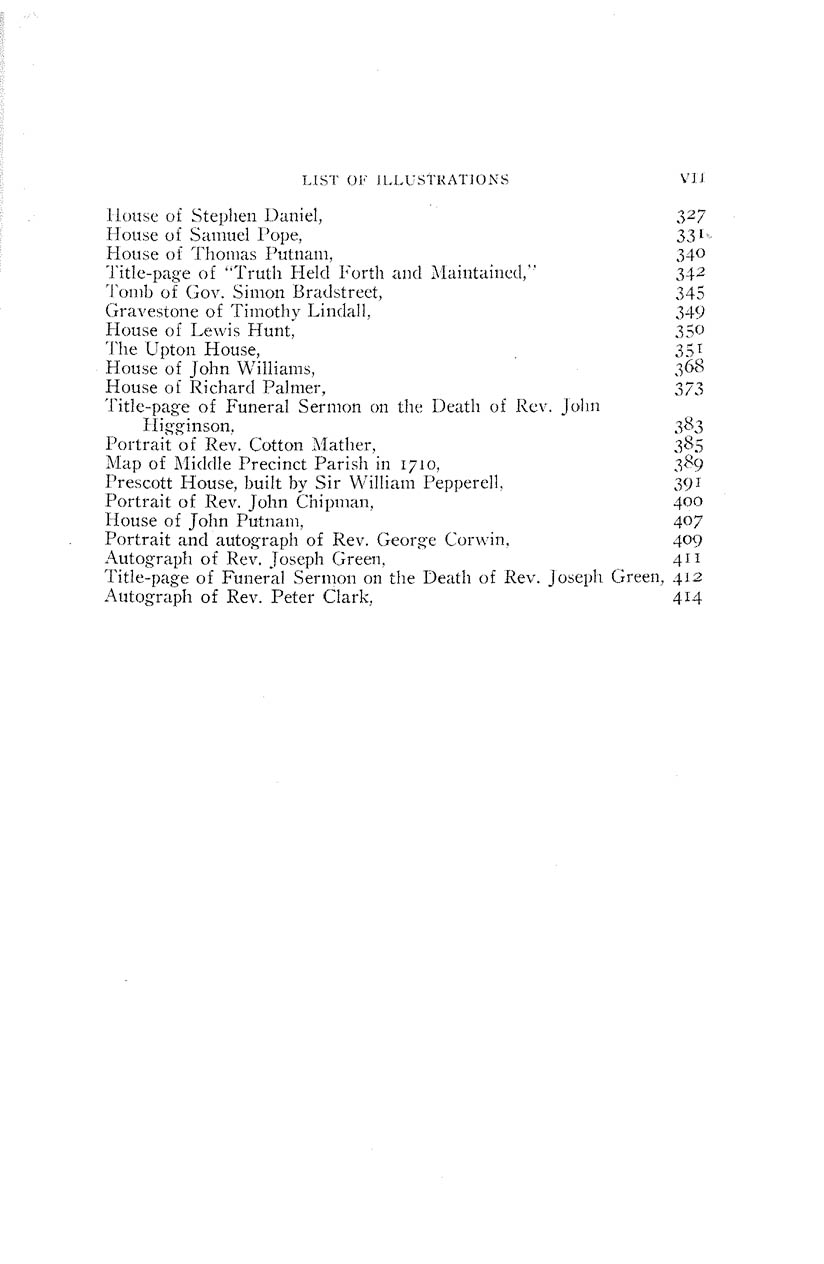 LIST OF ILLUSTRATIONS VII
House of Stephen Daniel, 327
House of Samuel Pope, 331
House of Thomas Putnam, 340
Title-page of "Truth Held Forth and Maintained," 342
Tomb of Gov. Simon Bradstreet, 345
Gravestone of Timothy Lindall, 349
House of Lewis Hunt, 350
The Upton House, 351
House of John Williams, 368
House of Richard Palmer, 373
Title-page of Funeral Sermon on the Death of Rev. John
Higginson, 383
Portrait of Rev. Cotton Mather, 385
Map of Middle Precinct Parish in 1710, 389
Prescott House, built by Sir William Pepperell, 391
Portrait of Rev. John Chipman, 400
House of John Putnam, 407
Portrait and autograph of Rev. George Corwin, 409
Autograph of Rev. Joseph Green, 411
Title-page of Funeral Sermon on the Death of Rev. Joseph Green, 412
Autograph of Rev. Peter Clark, 414